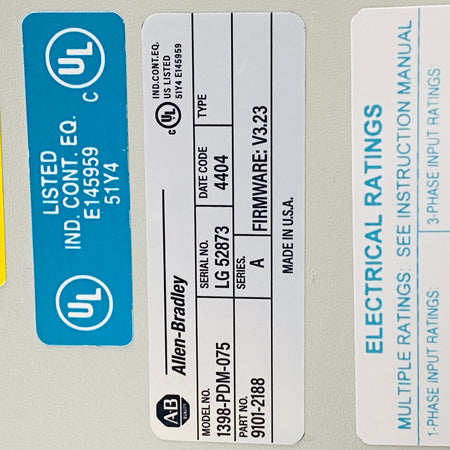 LISTED
IND. CONT. EQ.
E145959
51Y4
C UL
UL
AB
QUALITY
Allen-Bradley
C UL US LISTED
IND.CONT.EQ.
51Y4 E145959
MODEL NO. SERIAL NO. DATE CODE TYPE
1398-PDM-075 LG 52873 4404
PART NO. SERIES.
9101-2188 A FIRMWARE: V3.23
MADE IN U.S.A.
ELECTRICAL RATINGS
MULTIPLE RATINGS: SEE INSTRUCTION MANUAL
1-PHASE INPUT RATINGS: 3-PHASE INPUT RATINGS